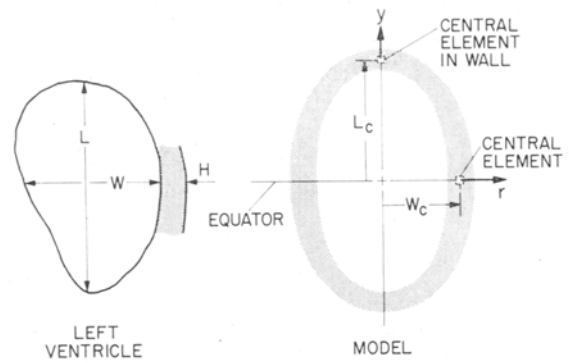 y
CENTRAL
ELEMENT
IN WALL
L
L_c
W
H
CENTRAL
ELEMENT
EQUATOR
W_c
r
LEFT
VENTRICLE
MODEL